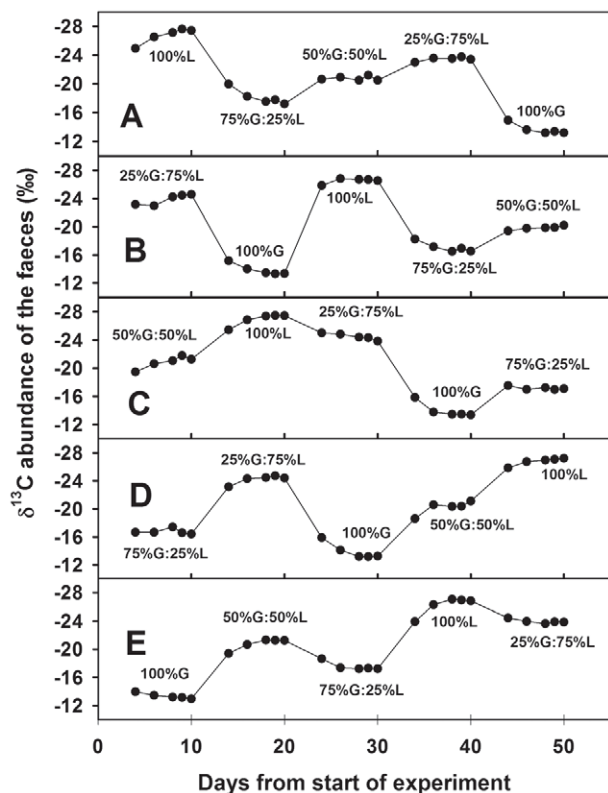 δ13C abundance of the faeces (‰)
-28
-24
-20
-16
-12
A
100%L
75%G:25%L
50%G:50%L
25%G:75%L
100%G
-28
-24
-20
-16
-12
B
25%G:75%L
100%G
100%L
75%G:25%L
50%G:50%L
-28
-24
-20
-16
-12
C
50%G:50%L
100%L
25%G:75%L
100%G
75%G:25%L
-28
-24
-20
-16
-12
D
75%G:25%L
25%G:75%L
100%G
50%G:50%L
100%L
-28
-24
-20
-16
-12
E
100%G
50%G:50%L
75%G:25%L
100%L
25%G:75%L
0 10 20 30 40 50
Days from start of experiment